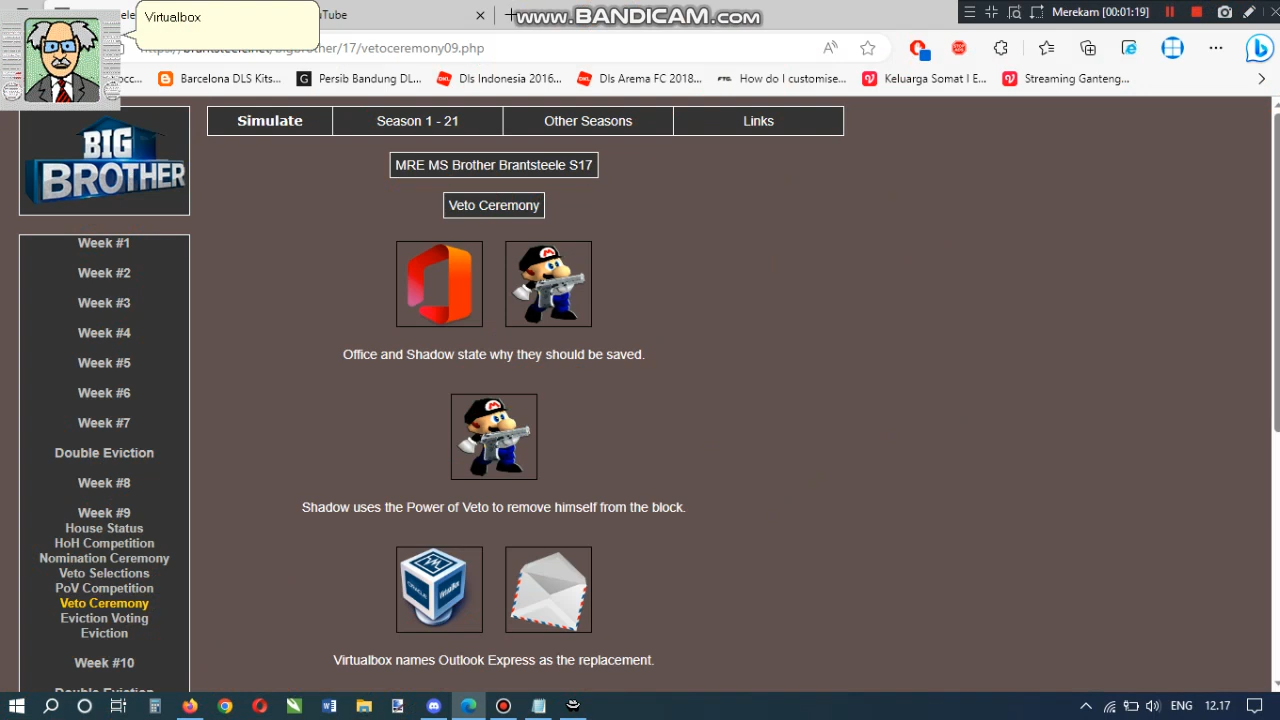 Virtualbox
www.BANDICAM.com
Merekam [00:01:19]
Tube
/17/vetoceremony09.php
cc...
Barcelona DLS Kits...
Persib Bandung DL...
Dls Indonesia 2016...
Dls Arema FC 2018...
How do I customise...
Keluarga Somat I E...
Streaming Ganteng...
BIG
BROTHER
Simulate
Season 1 - 21
Other Seasons
Links
MRE MS Brother Brantsteele S17
Veto Ceremony
Office and Shadow state why they should be saved.
Shadow uses the Power of Veto to remove himself from the block.
Virtualbox names Outlook Express as the replacement.
Week #1
Week #2
Week #3
Week #4
Week #5
Week #6
Week #7
Double Eviction
Week #8
Week #9
House Status
HoH Competition
Nomination Ceremony
Veto Selections
PoV Competition
Veto Ceremony
Eviction Voting
Eviction
Week #10
Double Eviction
ENG
12.17